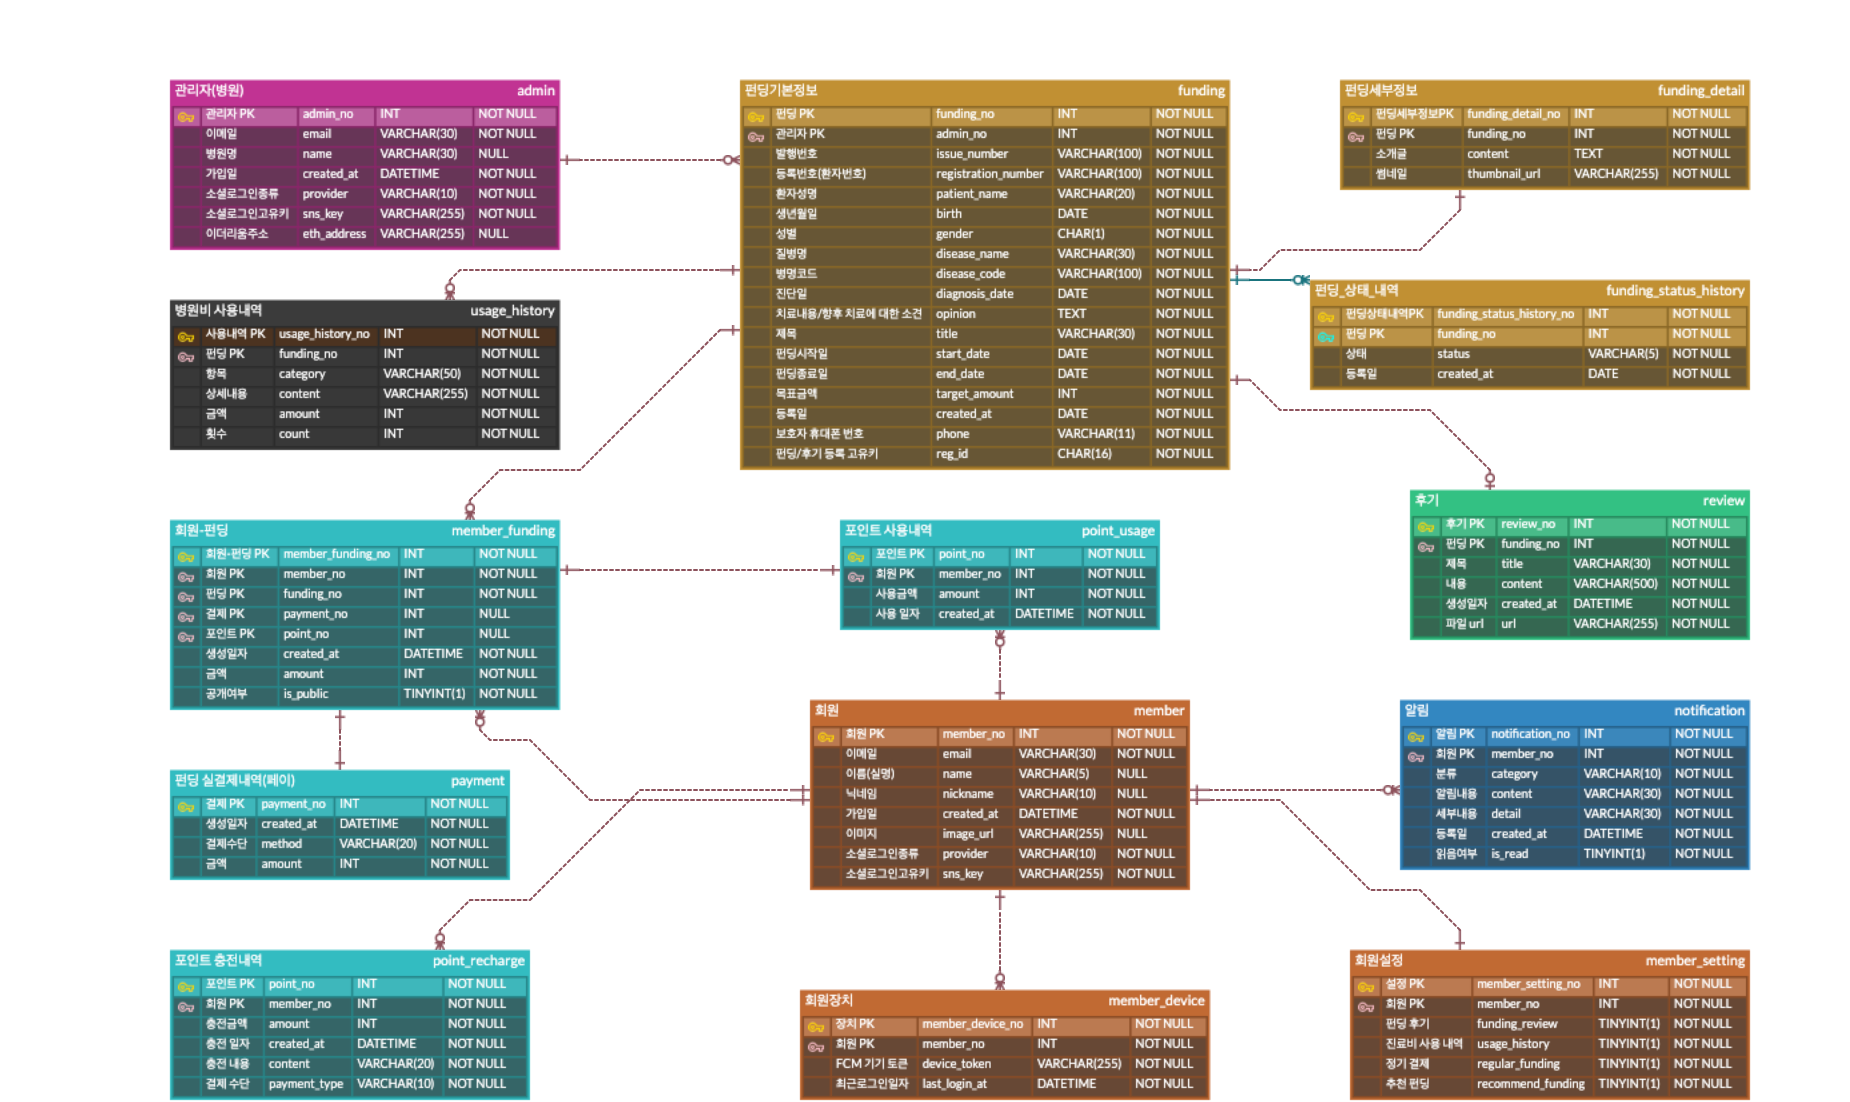 관리자(병원) admin
관리자 PK admin_no INT NOT NULL
이메일 email VARCHAR(30) NOT NULL
병원명 name VARCHAR(30) NULL
가입일 created_at DATETIME NOT NULL
소셜로그인종류 provider VARCHAR(10) NOT NULL
소셜로그인고유키 sns_key VARCHAR(255) NOT NULL
이더리움주소 eth_address VARCHAR(255) NULL
펀딩기본정보 funding
펀딩 PK funding_no INT NOT NULL
관리자 PK admin_no INT NOT NULL
발행번호 issue_number VARCHAR(100) NOT NULL
등록번호(환자번호) registration_number VARCHAR(100) NOT NULL
환자성명 patient_name VARCHAR(20) NOT NULL
생년월일 birth DATE NOT NULL
성별 gender CHAR(1) NOT NULL
질병명 disease_name VARCHAR(30) NOT NULL
병명코드 disease_code VARCHAR(100) NOT NULL
진단일 diagnosis_date DATE NOT NULL
치료내용/향후 치료에 대한 소견 opinion TEXT NOT NULL
제목 title VARCHAR(30) NOT NULL
펀딩시작일 start_date DATE NOT NULL
펀딩종료일 end_date DATE NOT NULL
목표금액 target_amount INT NOT NULL
등록일 created_at DATE NOT NULL
보호자 휴대폰 번호 phone VARCHAR(11) NOT NULL
펀딩/후기 등록 고유키 reg_id CHAR(16) NOT NULL
펀딩세부정보 funding_detail
펀딩세부정보PK funding_detail_no INT NOT NULL
펀딩 PK funding_no INT NOT NULL
소개글 content TEXT NOT NULL
썸네일 thumbnail_url VARCHAR(255) NOT NULL
병원비 사용내역 usage_history
사용내역 PK usage_history_no INT NOT NULL
펀딩 PK funding_no INT NOT NULL
항목 category VARCHAR(50) NOT NULL
상세내용 content VARCHAR(255) NOT NULL
금액 amount INT NOT NULL
횟수 count INT NOT NULL
펀딩_상태_내역 funding_status_history
펀딩상태내역PK funding_status_history_no INT NOT NULL
펀딩 PK funding_no INT NOT NULL
상태 status VARCHAR(5) NOT NULL
등록일 created_at DATE NOT NULL
회원-펀딩 member_funding
회원-펀딩 PK member_funding_no INT NOT NULL
회원 PK member_no INT NOT NULL
펀딩 PK funding_no INT NOT NULL
결제 PK payment_no INT NULL
포인트 PK point_no INT NULL
생성일자 created_at DATETIME NOT NULL
금액 amount INT NOT NULL
공개여부 is_public TINYINT(1) NOT NULL
포인트 사용내역 point_usage
포인트 PK point_no INT NOT NULL
회원 PK member_no INT NOT NULL
사용금액 amount INT NOT NULL
사용 일자 created_at DATETIME NOT NULL
후기 review
후기 PK review_no INT NOT NULL
펀딩 PK funding_no INT NOT NULL
제목 title VARCHAR(30) NOT NULL
내용 content VARCHAR(500) NOT NULL
생성일자 created_at DATETIME NOT NULL
파일 url url VARCHAR(255) NOT NULL
펀딩 실결제내역(페이) payment
결제 PK payment_no INT NOT NULL
생성일자 created_at DATETIME NOT NULL
결제수단 method VARCHAR(20) NOT NULL
금액 amount INT NOT NULL
회원 member
회원 PK member_no INT NOT NULL
이메일 email VARCHAR(30) NOT NULL
이름(실명) name VARCHAR(5) NULL
닉네임 nickname VARCHAR(10) NULL
가입일 created_at DATETIME NOT NULL
이미지 image_url VARCHAR(255) NULL
소셜로그인종류 provider VARCHAR(10) NOT NULL
소셜로그인고유키 sns_key VARCHAR(255) NOT NULL
알림 notification
알림 PK notification_no INT NOT NULL
회원 PK member_no INT NOT NULL
분류 category VARCHAR(10) NOT NULL
알림내용 content VARCHAR(30) NOT NULL
세부내용 detail VARCHAR(30) NOT NULL
등록일 created_at DATETIME NOT NULL
읽음여부 is_read TINYINT(1) NOT NULL
포인트 충전내역 point_recharge
포인트 PK point_no INT NOT NULL
회원 PK member_no INT NOT NULL
충전금액 amount INT NOT NULL
충전 일자 created_at DATETIME NOT NULL
충전 내용 content VARCHAR(20) NOT NULL
결제 수단 payment_type VARCHAR(10) NOT NULL
회원장치 member_device
장치 PK member_device_no INT NOT NULL
회원 PK member_no INT NOT NULL
FCM 기기 토큰 device_token VARCHAR(255) NOT NULL
최근로그인일자 last_login_at DATETIME NOT NULL
회원설정 member_setting
설정 PK member_setting_no INT NOT NULL
회원 PK member_no INT NOT NULL
펀딩 후기 funding_review TINYINT(1) NOT NULL
진료비 사용 내역 usage_history TINYINT(1) NOT NULL
정기 결제 regular_funding TINYINT(1) NOT NULL
추천 펀딩 recommend_funding TINYINT(1) NOT NULL